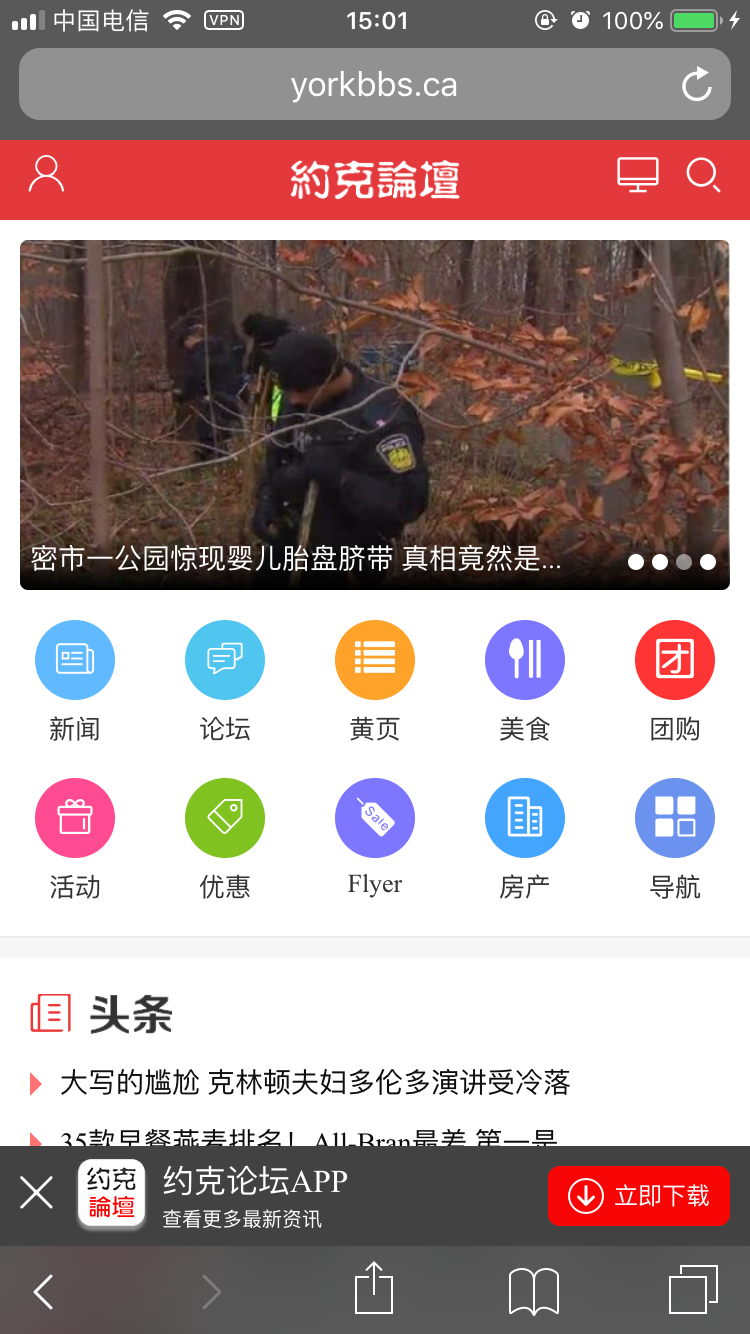 中国电信 VPN 15:01 100%
yorkbbs.ca
約克論壇
密市一公园惊现婴儿胎盘脐带 真相竟然是...
团
新闻 论坛 黄页 美食 团购
Sale
活动 优惠 Flyer 房产 导航
头条
大写的尴尬 克林顿夫妇多伦多演讲受冷落
35款早餐燕麦排名！All-Bran最差 第一是
约克論壇 约克论坛APP 立即下载
查看更多最新资讯